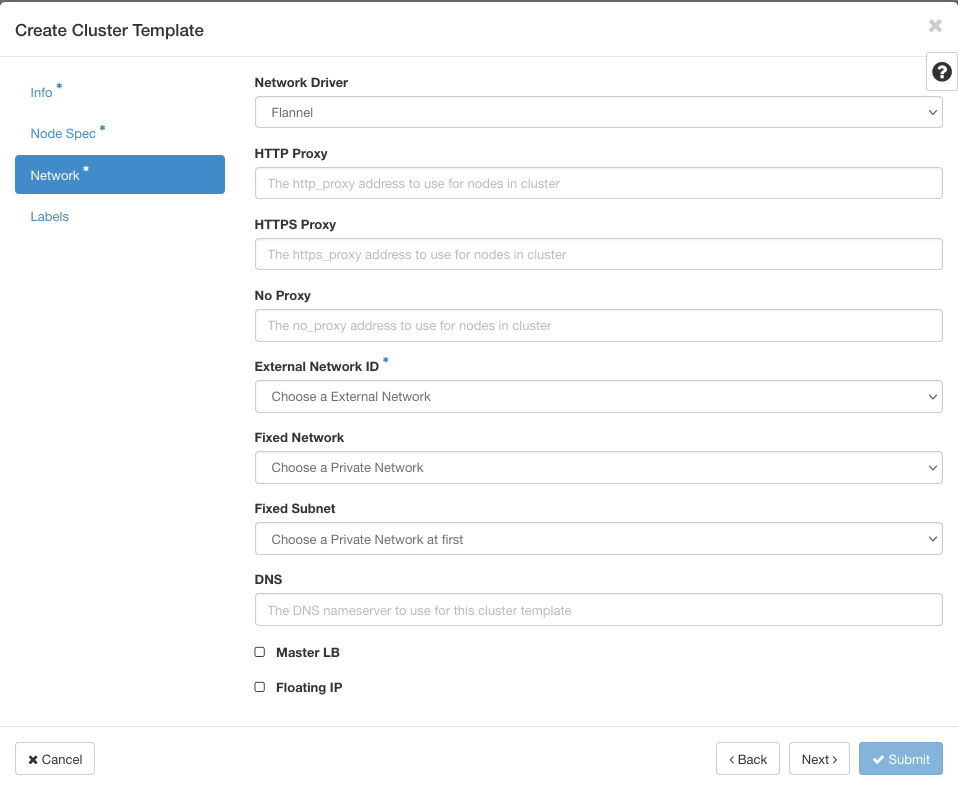 Create Cluster Template
Info *
Node Spec *
Network *
Labels
Network Driver
Flannel
HTTP Proxy
The http_proxy address to use for nodes in cluster
HTTPS Proxy
The https_proxy address to use for nodes in cluster
No Proxy
The no_proxy address to use for nodes in cluster
External Network ID *
Choose a External Network
Fixed Network
Choose a Private Network
Fixed Subnet
Choose a Private Network at first
DNS
The DNS nameserver to use for this cluster template
Master LB
Floating IP
Cancel
‹ Back
Next ›
Submit